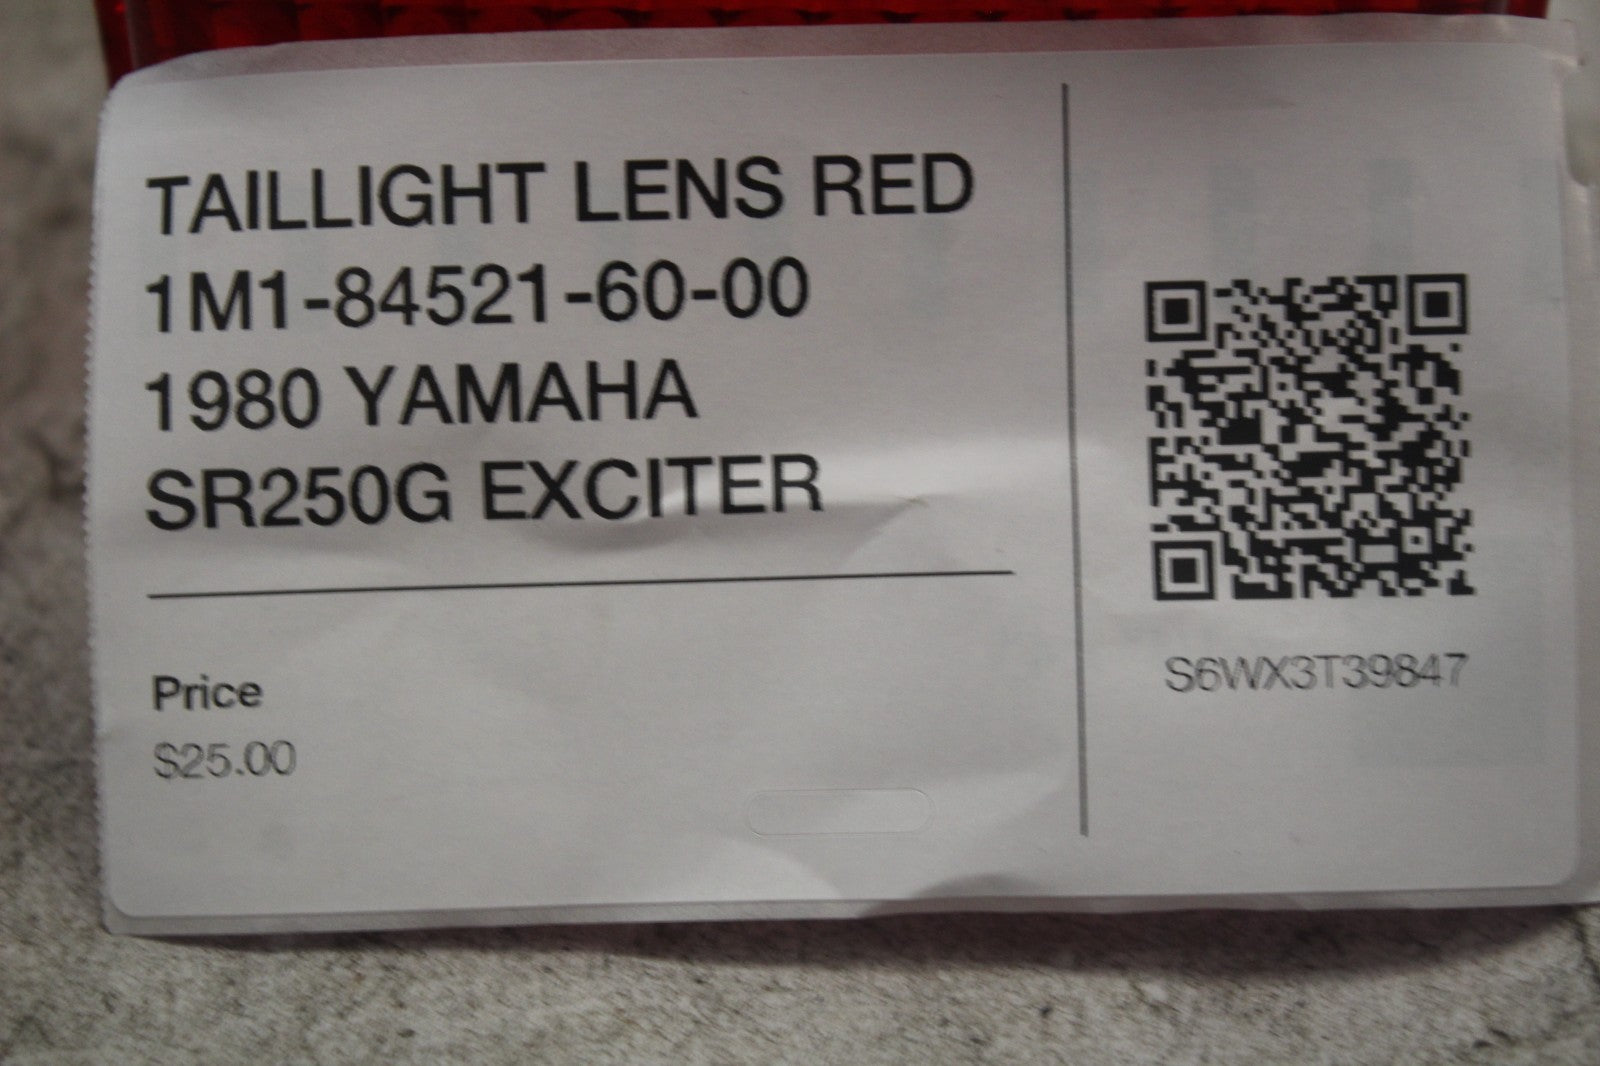 TAILLIGHT LENS RED
1M1-84521-60-00
1980 YAMAHA
SR250G EXCITER
Price
$25.00
S6WX3T39847